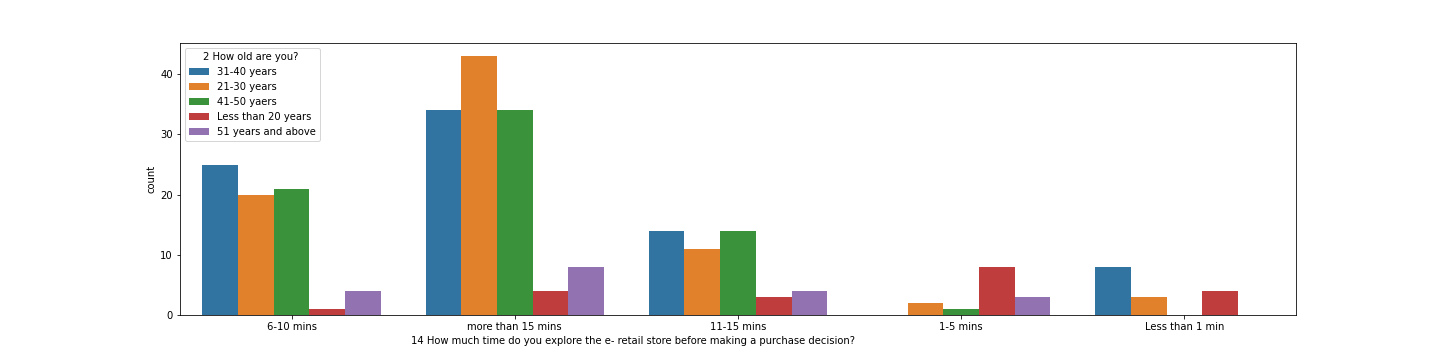 2 How old are you?
31-40 years
21-30 years
41-50 yaers
Less than 20 years
51 years and above
count
40
30
20
10
0
6-10 mins
more than 15 mins
11-15 mins
1-5 mins
Less than 1 min
14 How much time do you explore the e- retail store before making a purchase decision?